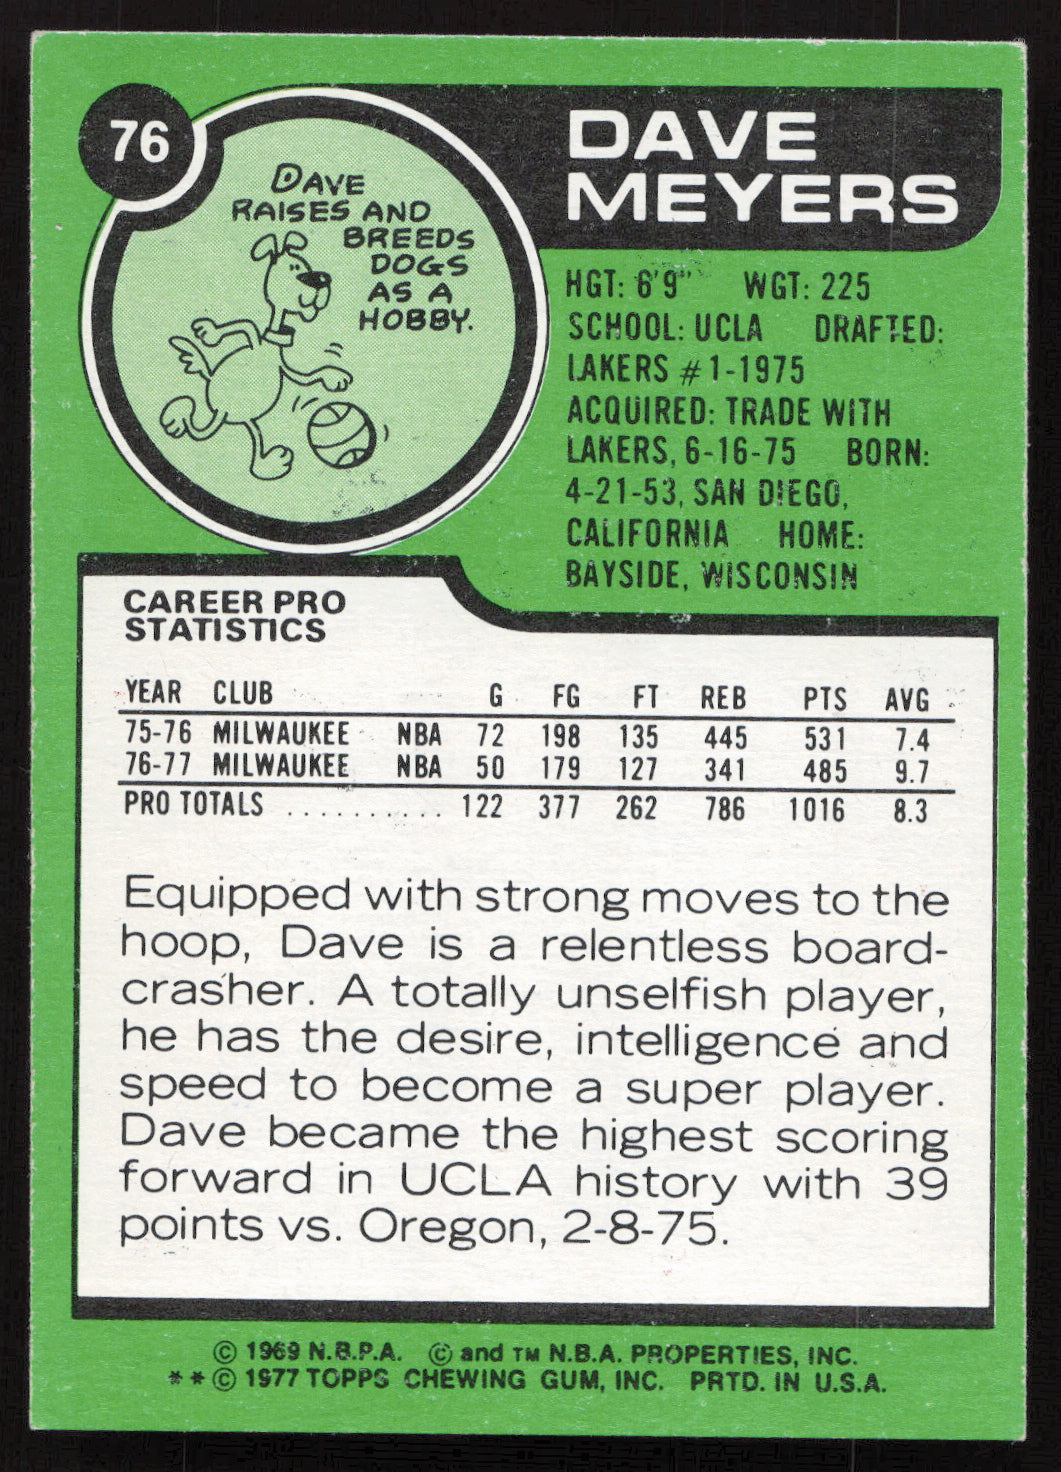 76
DAVE
MEYERS
DAVE
RAISES AND
BREEDS
DOGS
AS A
HOBBY.
HGT: 6'9" WGT: 225
SCHOOL: UCLA DRAFTED:
LAKERS #1-1975
ACQUIRED: TRADE WITH
LAKERS, 6-16-75 BORN:
4-21-53, SAN DIEGO,
CALIFORNIA HOME:
BAYSIDE, WISCONSIN
CAREER PRO
STATISTICS
YEAR CLUB G FG FT REB PTS AVG
75-76 MILWAUKEE NBA 72 198 135 445 531 7.4
76-77 MILWAUKEE NBA 50 179 127 341 485 9.7
PRO TOTALS .......... 122 377 262 786 1016 8.3
Equipped with strong moves to the
hoop, Dave is a relentless board-
crasher. A totally unselfish player,
he has the desire, intelligence and
speed to become a super player.
Dave became the highest scoring
forward in UCLA history with 39
points vs. Oregon, 2-8-75.
© 1969 N.B.P.A. © and TM N.B.A. PROPERTIES, INC.
**© 1977 TOPPS CHEWING GUM, INC. PRTD. IN U.S.A.